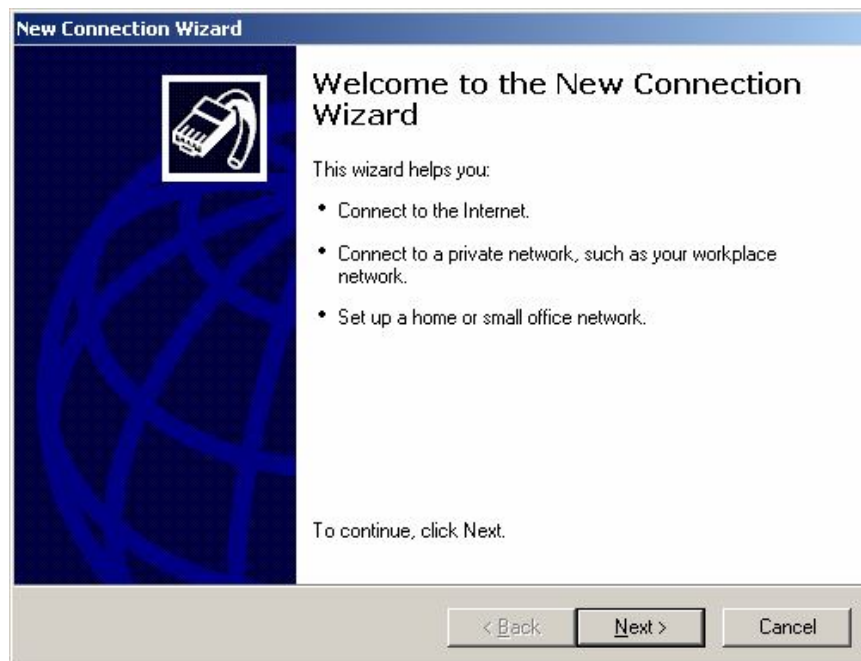 New Connection Wizard
Welcome to the New Connection
Wizard
This wizard helps you:
• Connect to the Internet.
• Connect to a private network, such as your workplace
network.
• Set up a home or small office network.
To continue, click Next.
< Back
Next >
Cancel